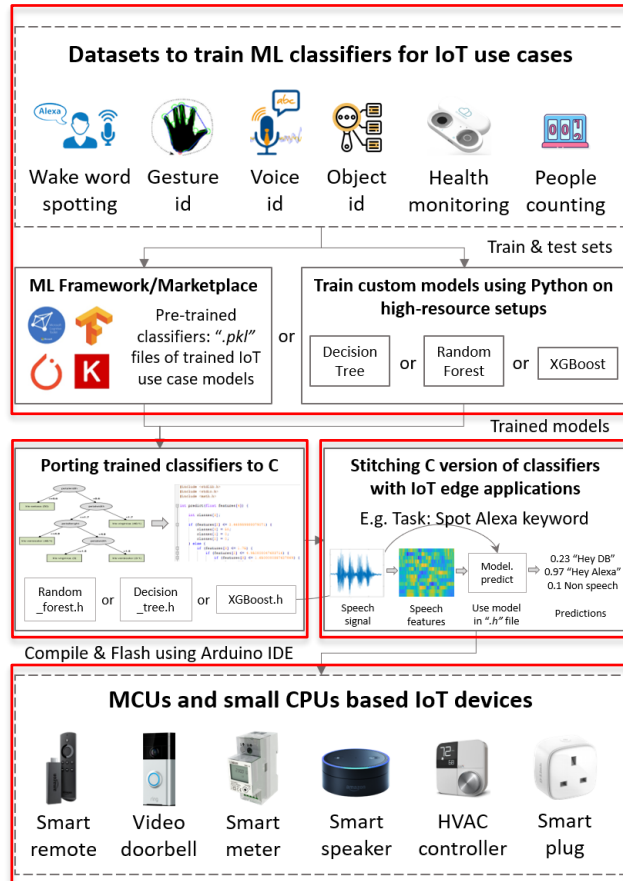 Datasets to train ML classifiers for IoT use cases
Alexa
abc
Wake word
spotting
Gesture
id
Voice
id
Object
id
Health
monitoring
People
counting
Train & test sets
ML Framework/Marketplace
Pre-trained
classifiers: “.pkl”
files of trained IoT
use case models
K
or
Train custom models using Python on
high-resource setups
Decision
Tree
or
Random
Forest
or
XGBoost
Trained models
Porting trained classifiers to C
Random
_forest.h
or
Decision
_tree.h
or
XGBoost.h
Stitching C version of classifiers
with IoT edge applications
E.g. Task: Spot Alexa keyword
Model.
predict
0.23 “Hey DB”
0.97 “Hey Alexa”
0.1 Non speech
Speech
signal
Speech
features
Use model
in “.h” file
Predictions
Compile & Flash using Arduino IDE
MCUs and small CPUs based IoT devices
72
Smart
remote
Video
doorbell
Smart
meter
Smart
speaker
HVAC
controller
Smart
plug